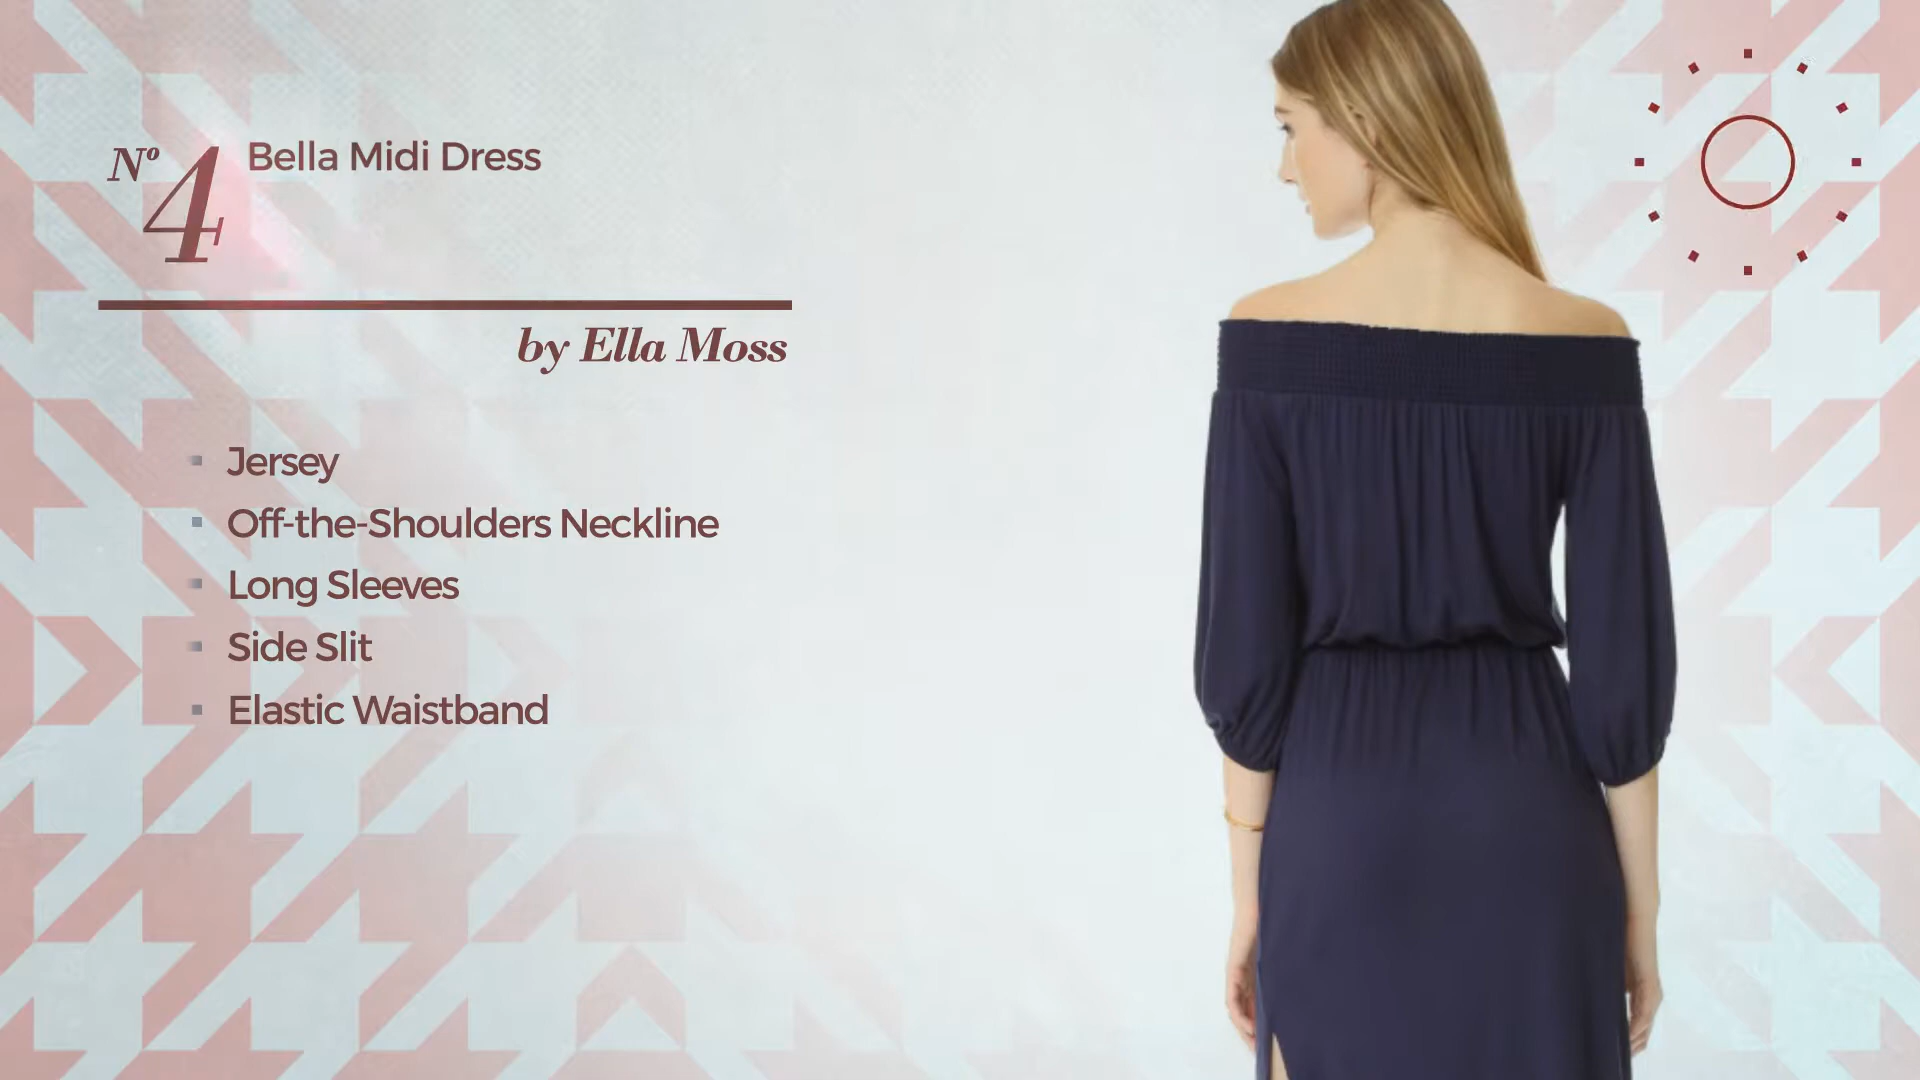 Nº 4 Bella Midi Dress
by Ella Moss
Jersey
Off-the-Shoulders Neckline
Long Sleeves
Side Slit
Elastic Waistband